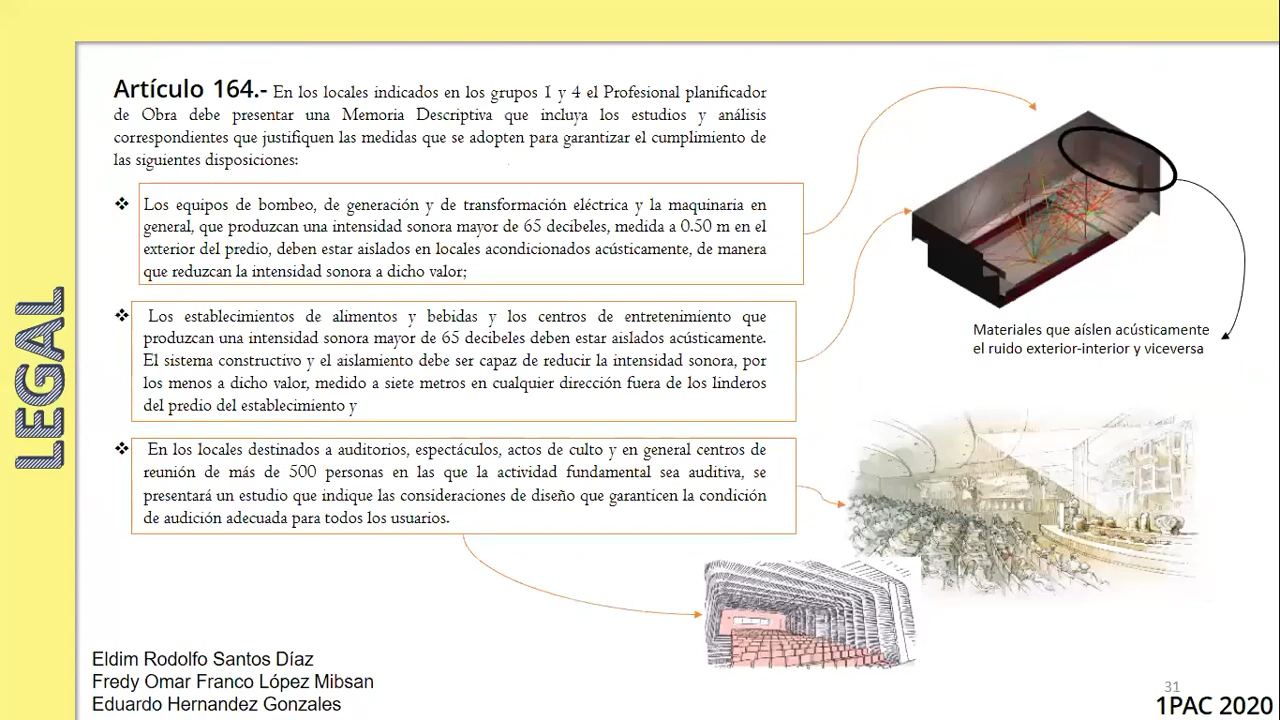 LEGAL
Artículo 164.- En los locales indicados en los grupos 1 y 4 el Profesional planificador
de Obra debe presentar una Memoria Descriptiva que incluya los estudios y análisis
correspondientes que justifiquen las medidas que se adopten para garantizar el cumplimiento de
las siguientes disposiciones:
❖ Los equipos de bombeo, de generación y de transformación eléctrica y la maquinaria en
general, que produzcan una intensidad sonora mayor de 65 decibeles, medida a 0.50 m en el
exterior del predio, deben estar aislados en locales acondicionados acústicamente, de manera
que reduzcan la intensidad sonora a dicho valor;
❖ Los establecimientos de alimentos y bebidas y los centros de entretenimiento que
produzcan una intensidad sonora mayor de 65 decibeles deben estar aislados acústicamente.
El sistema constructivo y el aislamiento debe ser capaz de reducir la intensidad sonora, por
los menos a dicho valor, medido a siete metros en cualquier dirección fuera de los linderos
del predio del establecimiento y
❖ En los locales destinados a auditorios, espectáculos, actos de culto y en general centros de
reunión de más de 500 personas en las que la actividad fundamental sea auditiva, se
presentará un estudio que indique las consideraciones de diseño que garanticen la condición
de audición adecuada para todos los usuarios.
Materiales que aíslen acústicamente
el ruido exterior-interior y viceversa
Eldim Rodolfo Santos Díaz
Fredy Omar Franco López Mibsan
Eduardo Hernandez Gonzales
31
1PAC 2020